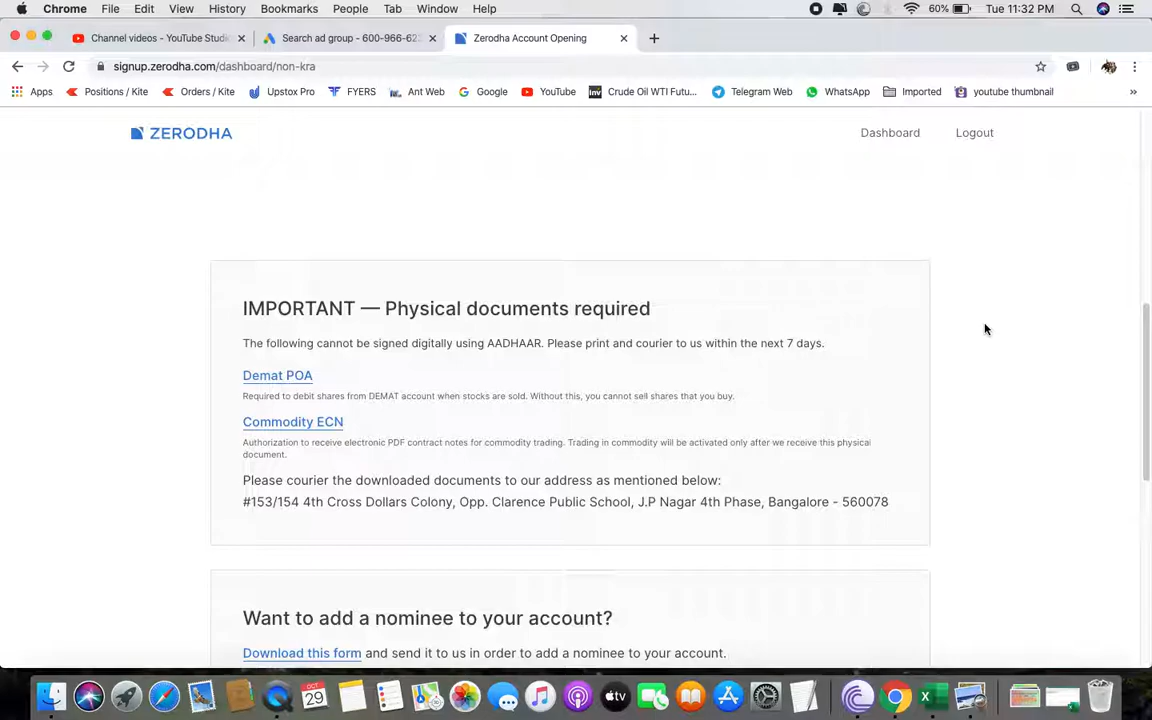 Chrome File Edit View History Bookmarks People Tab Window Help 60% Tue 11:32 PM
Channel videos - YouTube Studi Search ad group - 600-966-62 Zerodha Account Opening
signup.zerodha.com/dashboard/non-kra
Apps Positions / Kite Orders / Kite Upstox Pro FYERS Ant Web Google YouTube Inv Crude Oil WTI Futu... Telegram Web WhatsApp Imported youtube thumbnail »
ZERODHA Dashboard Logout
IMPORTANT — Physical documents required
The following cannot be signed digitally using AADHAAR. Please print and courier to us within the next 7 days.
Demat POA
Required to debit shares from DEMAT account when stocks are sold. Without this, you cannot sell shares that you buy.
Commodity ECN
Authorization to receive electronic PDF contract notes for commodity trading. Trading in commodity will be activated only after we receive this physical
document.
Please courier the downloaded documents to our address as mentioned below:
#153/154 4th Cross Dollars Colony, Opp. Clarence Public School, J.P Nagar 4th Phase, Bangalore - 560078
Want to add a nominee to your account?
Download this form and send it to us in order to add a nominee to your account.
OCT
29
tv